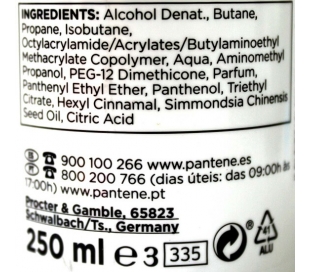 INGREDIENTS: Alcohol Denat., Butane,
Propane, Isobutane,
Octylacrylamide/Acrylates/Butylaminoethyl
Methacrylate Copolymer, Aqua, Aminomethyl
Propanol, PEG-12 Dimethicone, Parfum,
Panthenyl Ethyl Ether, Panthenol, Triethyl
Citrate, Hexyl Cinnamal, Simmondsia Chinensis
Seed Oil, Citric Acid
ES 900 100 266 www.pantene.es
PT 800 200 766 (dias úteis: das 09:00h às
17:00h) www.pantene.pt
Procter & Gamble, 65823
Schwalbach/Ts., Germany
250 ml e 3 335 41
ALU